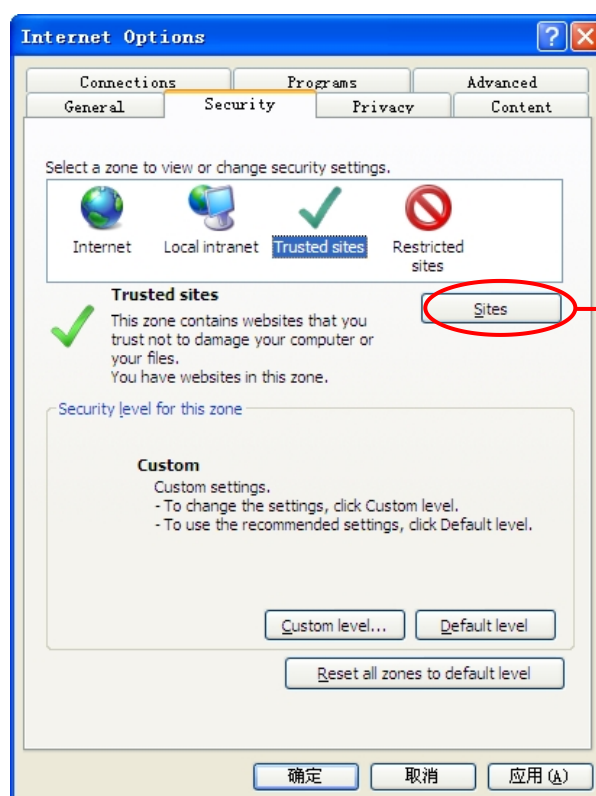 Internet Options
Connections Programs Advanced
General Security Privacy Content
Select a zone to view or change security settings.
Internet Local intranet Trusted sites Restricted sites
Trusted sites
Sites
This zone contains websites that you
trust not to damage your computer or
your files.
You have websites in this zone.
Security level for this zone
Custom
Custom settings.
- To change the settings, click Custom level.
- To use the recommended settings, click Default level.
Custom level... Default level
Reset all zones to default level
确定 取消 应用(A)